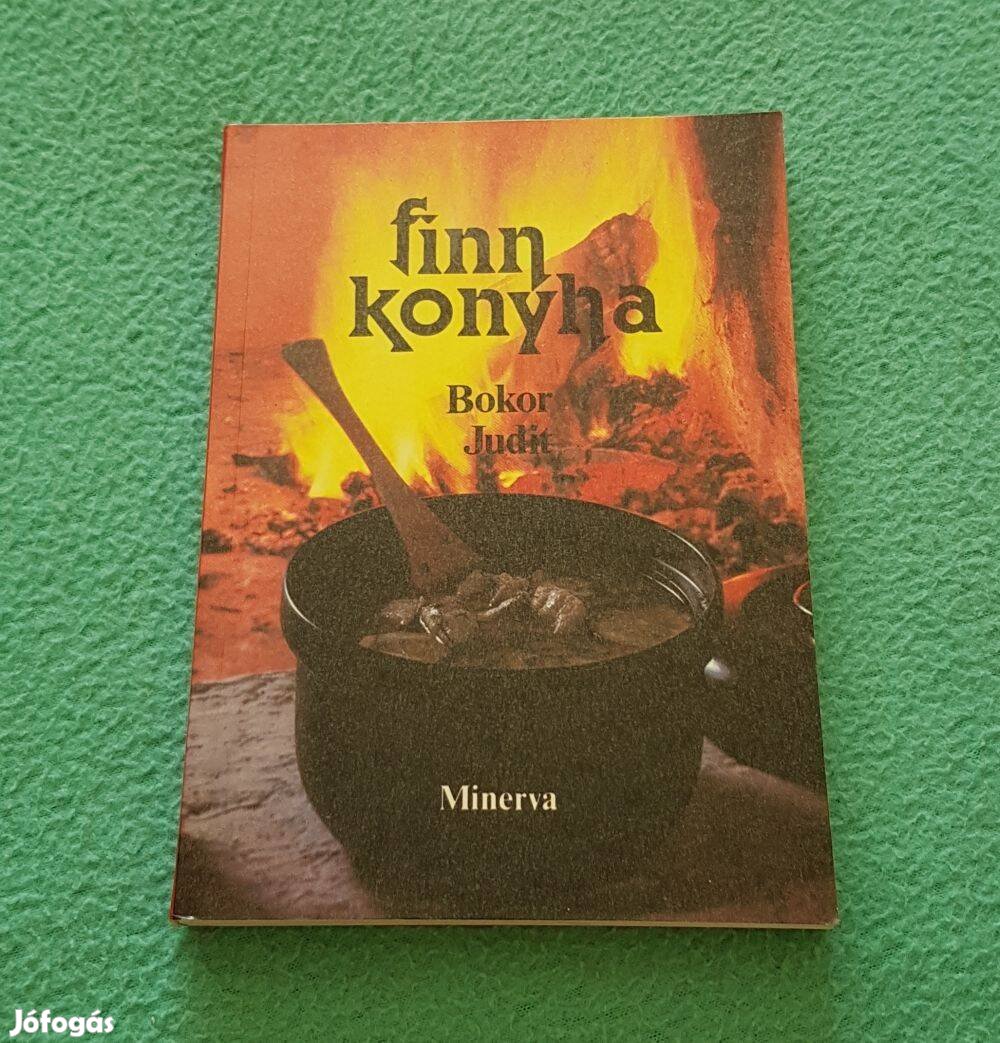 finn
konyha
Bokor
Judit
Minerva
Jófogás